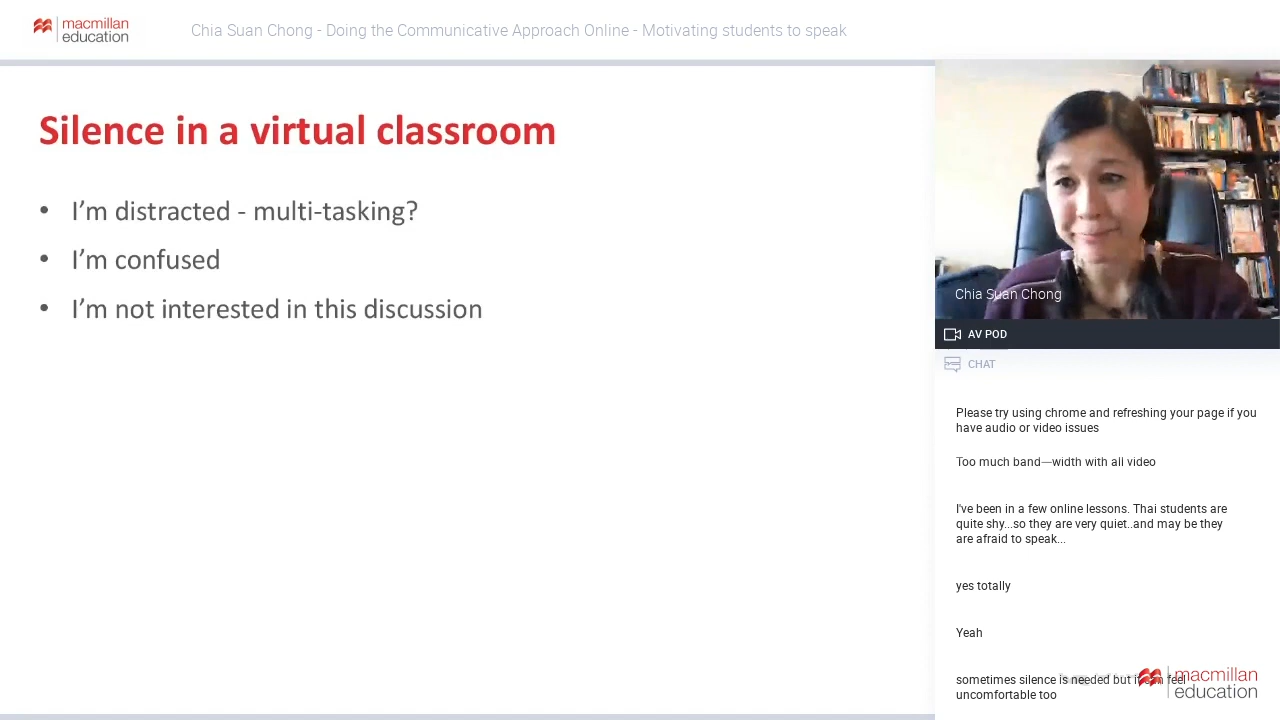 macmillan
education
Chia Suan Chong - Doing the Communicative Approach Online - Motivating students to speak
Silence in a virtual classroom
• I’m distracted - multi-tasking?
• I’m confused
• I’m not interested in this discussion
Chia Suan Chong
AV POD
CHAT
Please try using chrome and refreshing your page if you
have audio or video issues
Too much band—width with all video
I've been in a few online lessons. Thai students are
quite shy...so they are very quiet..and may be they
are afraid to speak...
yes totally
Yeah
sometimes silence is needed but it can feel
uncomfortable too
macmillan
education